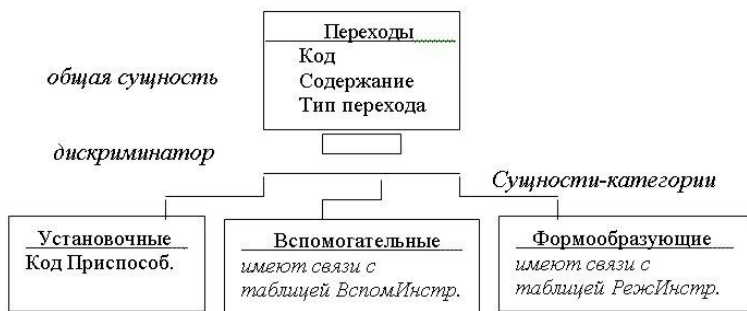 Переходы
Код
Содержание
Тип перехода
общая сущность
дискриминатор
Сущности-категории
Установочные
Код Приспособ.
Вспомогательные
имеют связи с
таблицей ВспомИнстр.
Формообразующие
имеют связи с
таблицей РежИнстр.